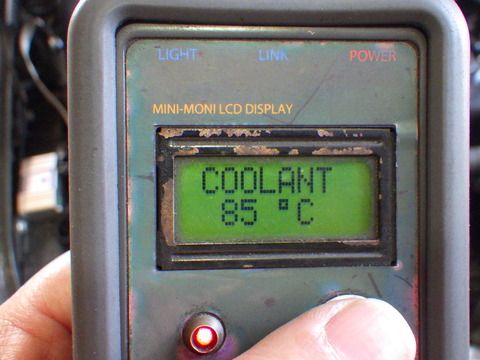 LIGHT LINK POWER
MINI-MONI LCD DISPLAY
COOLANT
85 °C